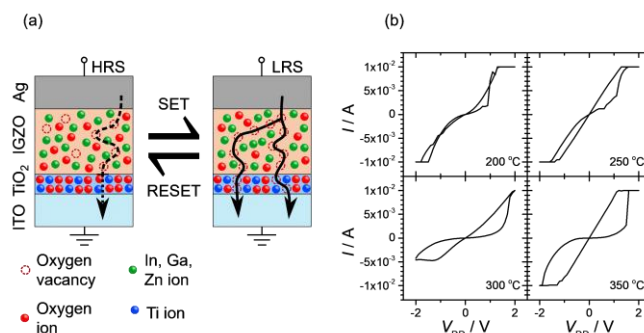 (a)
HRS
LRS
Ag
IGZO
TiO2
ITO
SET
RESET
Oxygen
vacancy
In, Ga,
Zn ion
Oxygen
ion
Ti ion
(b)
I / A
1x10⁻²
5x10⁻³
0
-5x10⁻³
-1x10⁻²
200 °C
250 °C
I / A
1x10⁻²
5x10⁻³
0
-5x10⁻³
-1x10⁻²
300 °C
350 °C
-2 0 2
-2 0 2
/ V
/ V